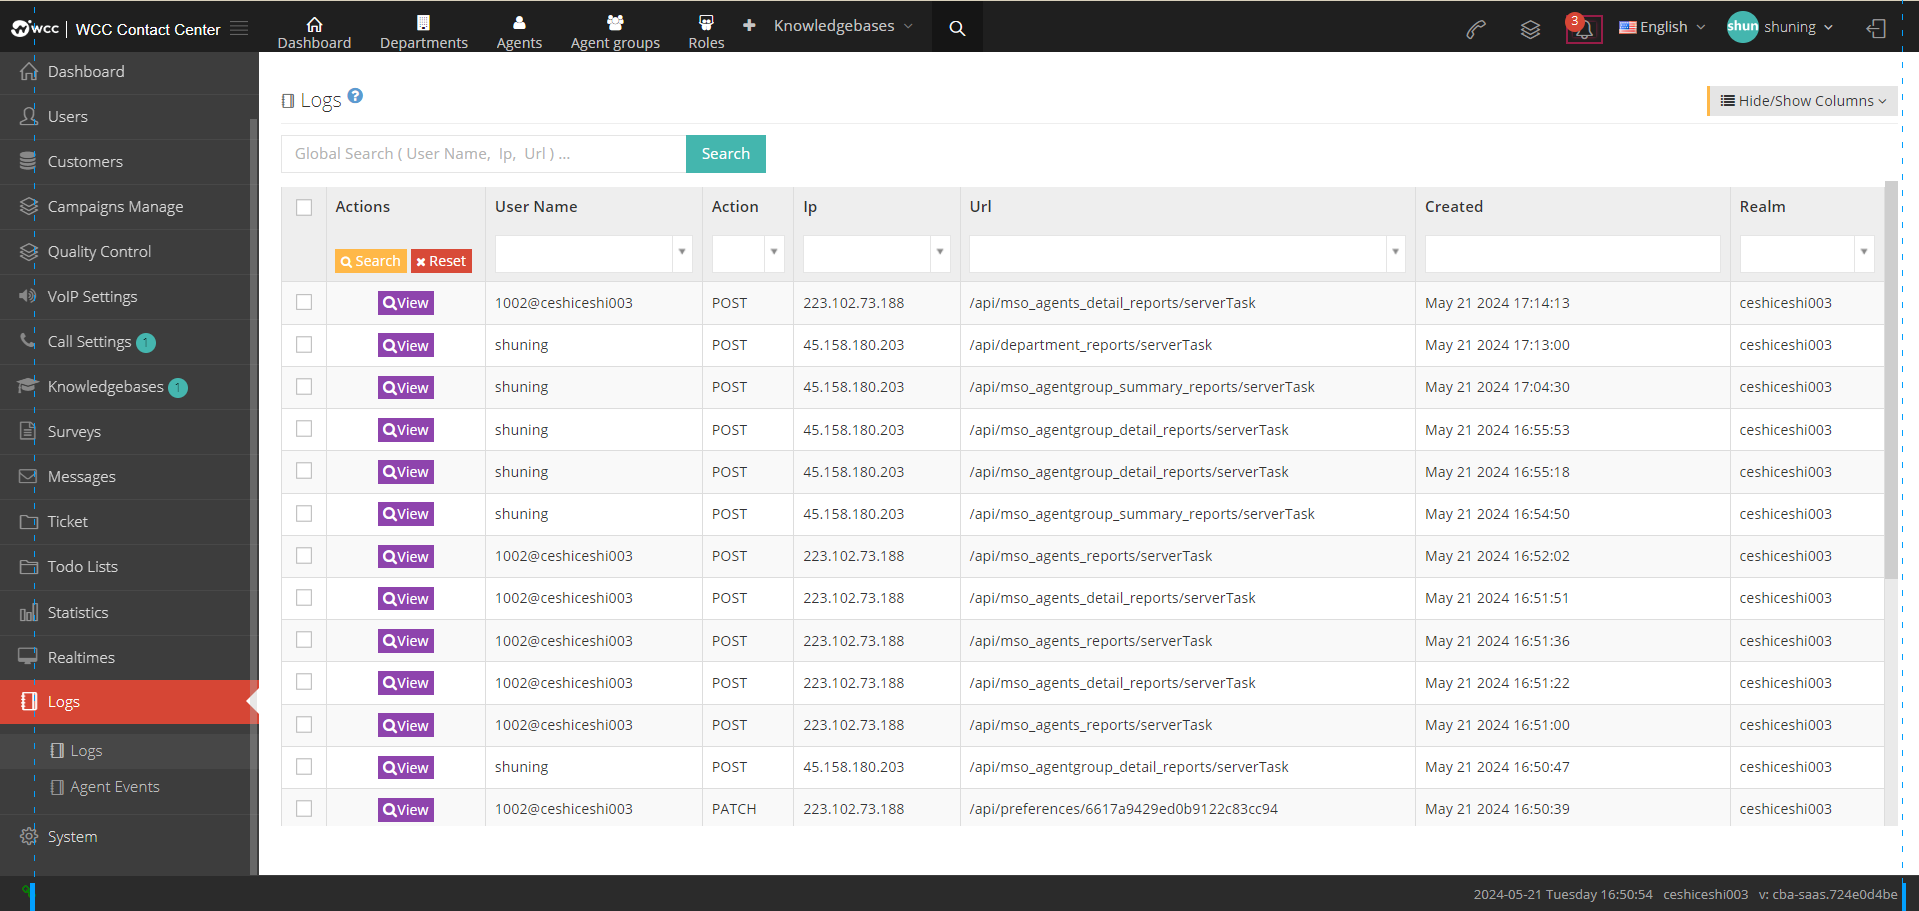 wcc | WCC Contact Center
Dashboard
Departments
Agents
Agent groups
Roles
Knowledgebases
3
English
shun
shuning
Dashboard
Users
Customers
Campaigns Manage
Quality Control
VoIP Settings
Call Settings 1
Knowledgebases 1
Surveys
Messages
Ticket
Todo Lists
Statistics
Realtimes
Logs
Logs
Agent Events
System
Logs
Hide/Show Columns
Global Search ( User Name, Ip, Url ) ...
Search
Actions User Name Action Ip Url Created Realm
Search Reset
View 1002@ceshiceshi003 POST 223.102.73.188 /api/mso_agents_detail_reports/serverTask May 21 2024 17:14:13 ceshiceshi003
View shuning POST 45.158.180.203 /api/department_reports/serverTask May 21 2024 17:13:00 ceshiceshi003
View shuning POST 45.158.180.203 /api/mso_agentgroup_summary_reports/serverTask May 21 2024 17:04:30 ceshiceshi003
View shuning POST 45.158.180.203 /api/mso_agentgroup_detail_reports/serverTask May 21 2024 16:55:53 ceshiceshi003
View shuning POST 45.158.180.203 /api/mso_agentgroup_detail_reports/serverTask May 21 2024 16:55:18 ceshiceshi003
View shuning POST 45.158.180.203 /api/mso_agentgroup_summary_reports/serverTask May 21 2024 16:54:50 ceshiceshi003
View 1002@ceshiceshi003 POST 223.102.73.188 /api/mso_agents_reports/serverTask May 21 2024 16:52:02 ceshiceshi003
View 1002@ceshiceshi003 POST 223.102.73.188 /api/mso_agents_detail_reports/serverTask May 21 2024 16:51:51 ceshiceshi003
View 1002@ceshiceshi003 POST 223.102.73.188 /api/mso_agents_reports/serverTask May 21 2024 16:51:36 ceshiceshi003
View 1002@ceshiceshi003 POST 223.102.73.188 /api/mso_agents_detail_reports/serverTask May 21 2024 16:51:22 ceshiceshi003
View 1002@ceshiceshi003 POST 223.102.73.188 /api/mso_agents_reports/serverTask May 21 2024 16:51:00 ceshiceshi003
View shuning POST 45.158.180.203 /api/mso_agentgroup_detail_reports/serverTask May 21 2024 16:50:47 ceshiceshi003
View 1002@ceshiceshi003 PATCH 223.102.73.188 /api/preferences/6617a9429ed0b9122c83cc94 May 21 2024 16:50:39 ceshiceshi003
2024-05-21 Tuesday 16:50:54 ceshiceshi003 v: cba-saas.724e0d4be